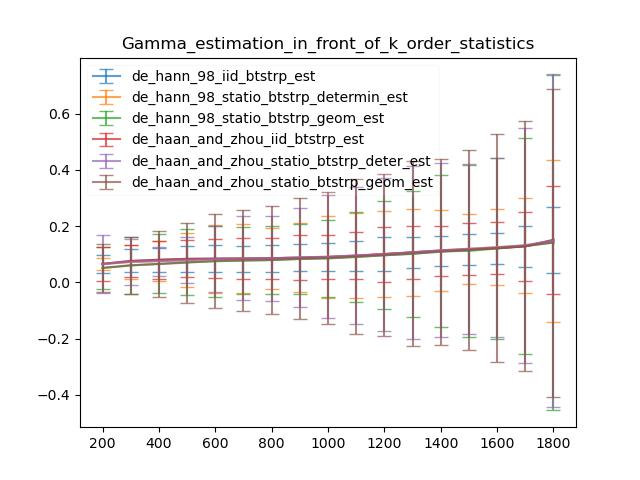 Gamma_estimation_in_front_of_k_order_statistics
de_hann_98_iid_btstrp_est
de_hann_98_statio_btstrp_determin_est
de_hann_98_statio_btstrp_geom_est
de_haan_and_zhou_iid_btstrp_est
de_haan_and_zhou_statio_btstrp_deter_est
de_haan_and_zhou_statio_btstrp_geom_est
0.6
0.4
0.2
0.0
−0.2
−0.4
200 400 600 800 1000 1200 1400 1600 1800